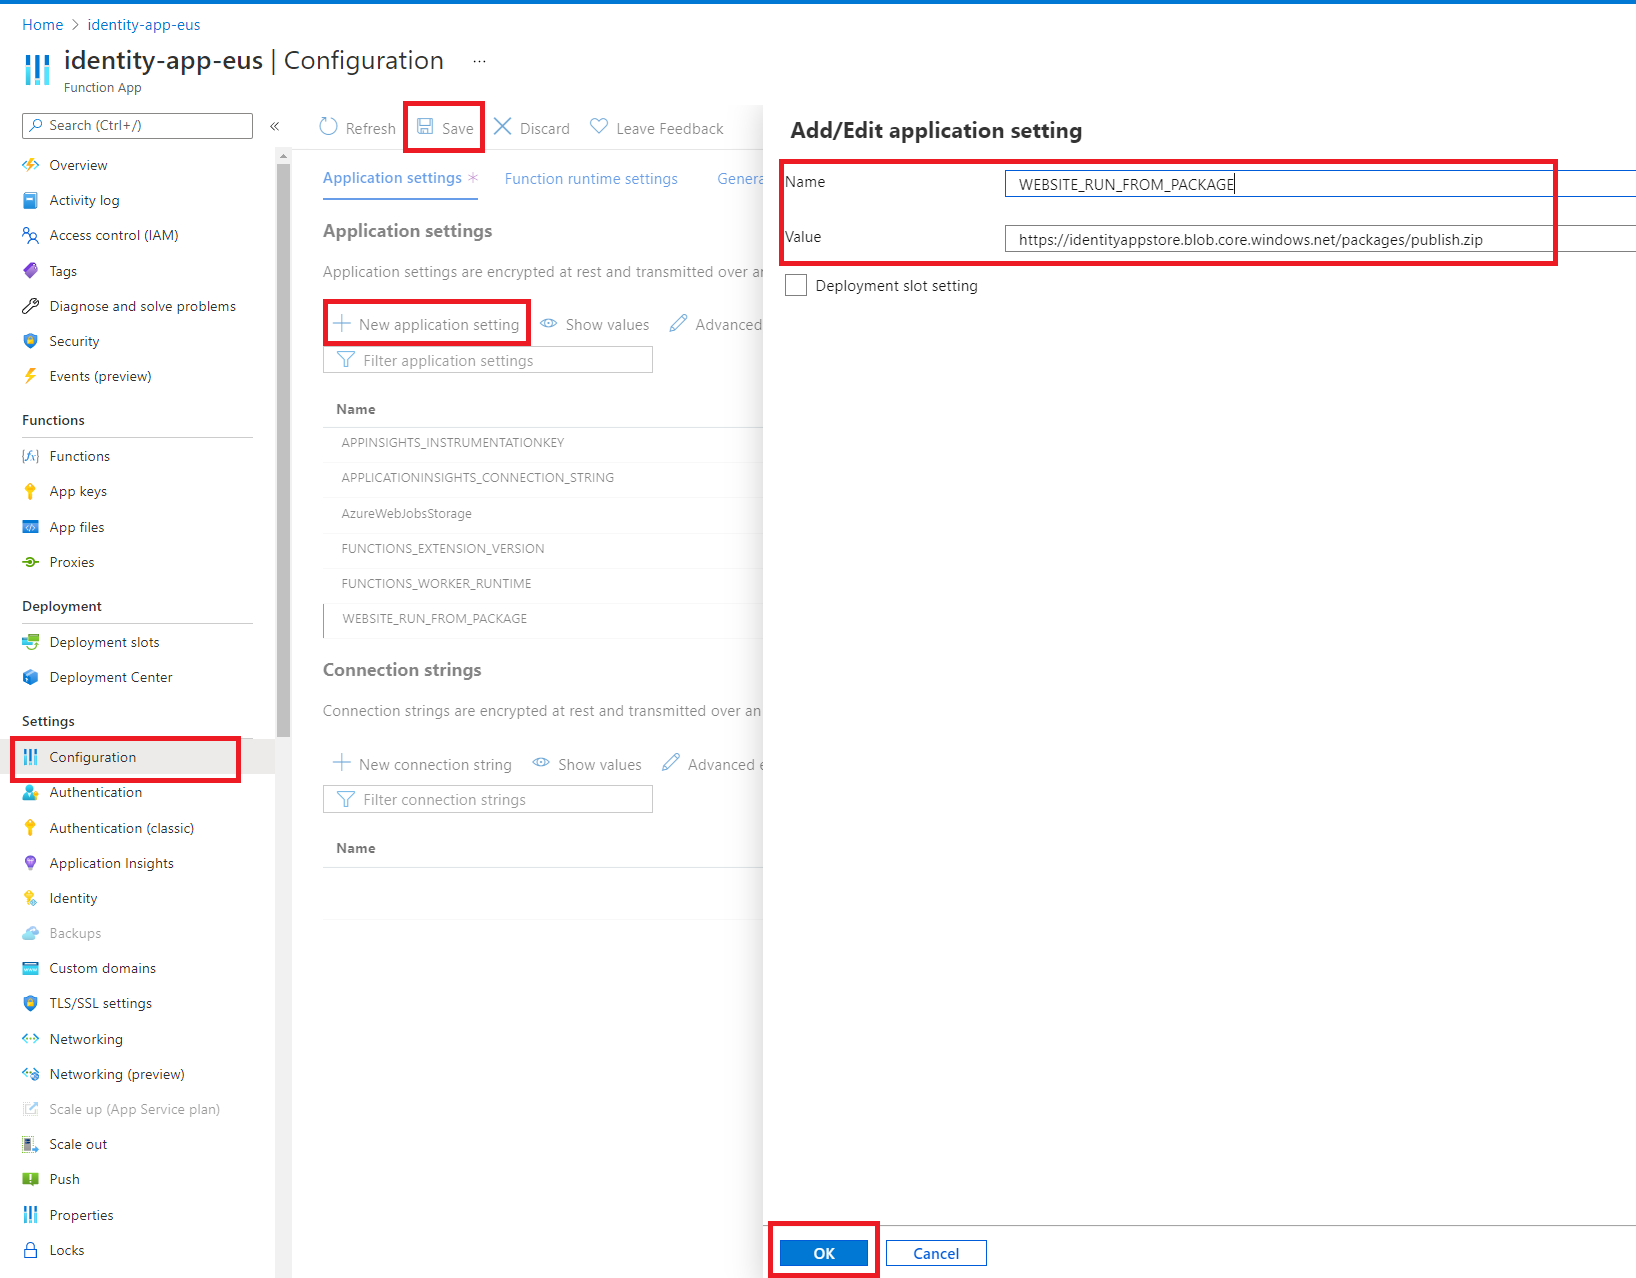 Home > identity-app-eus
identity-app-eus | Configuration ...
Function App
Search (Ctrl+/)
«
Overview
Activity log
Access control (IAM)
Tags
Diagnose and solve problems
Security
Events (preview)
Functions
Functions
App keys
App files
Proxies
Deployment
Deployment slots
Deployment Center
Settings
Configuration
Authentication
Authentication (classic)
Application Insights
Identity
Backups
Custom domains
TLS/SSL settings
Networking
Networking (preview)
Scale up (App Service plan)
Scale out
Push
Properties
Locks
Refresh Save Discard Leave Feedback
Application settings * Function runtime settings Genera
Application settings
Application settings are encrypted at rest and transmitted over an
New application setting Show values Advanced
Filter application settings
Name
APPINSIGHTS_INSTRUMENTATIONKEY
APPLICATIONINSIGHTS_CONNECTION_STRING
AzureWebJobsStorage
FUNCTIONS_EXTENSION_VERSION
FUNCTIONS_WORKER_RUNTIME
WEBSITE_RUN_FROM_PACKAGE
Connection strings
Connection strings are encrypted at rest and transmitted over an
New connection string Show values Advanced e
Filter connection strings
Name
Add/Edit application setting
Name WEBSITE_RUN_FROM_PACKAGE
Value https://identityappstore.blob.core.windows.net/packages/publish.zip
Deployment slot setting
OK Cancel